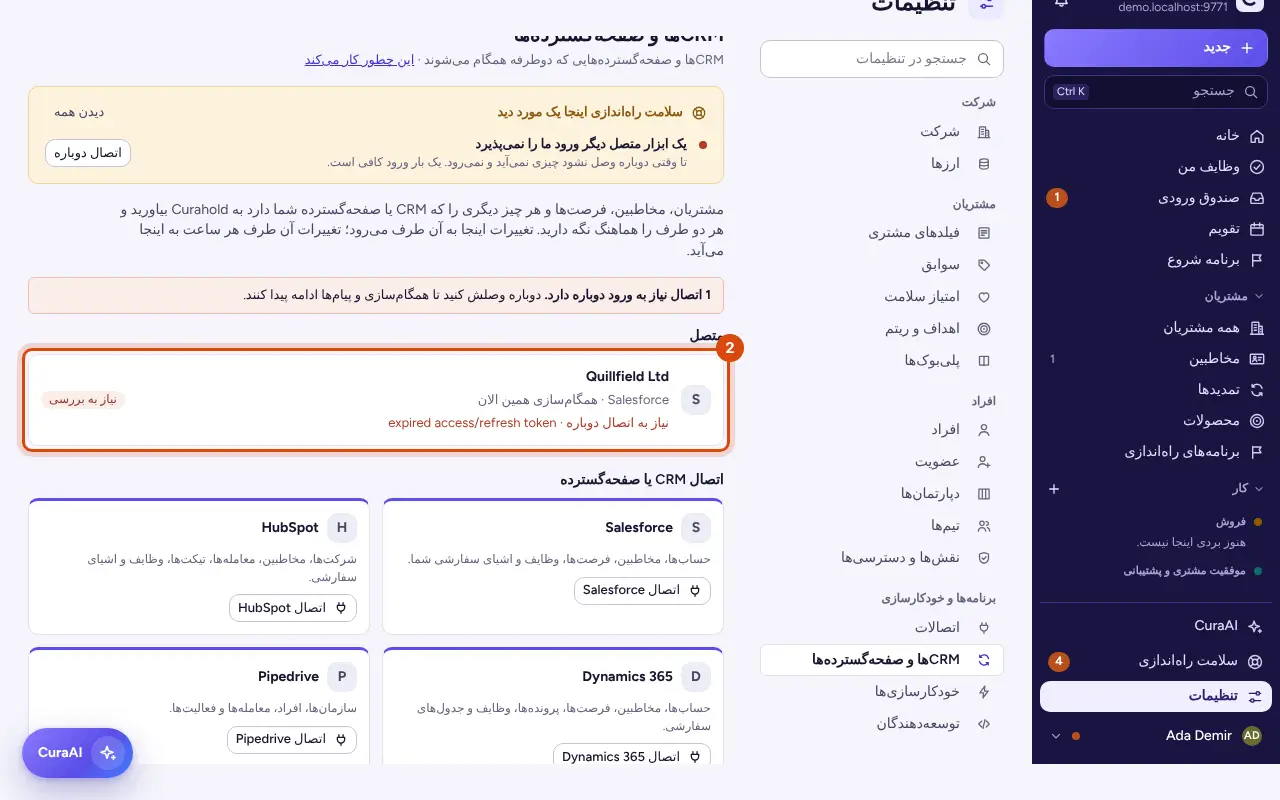 demo.localhost:9771
جدید
جستجو
Ctrl K
خانه
وظایف من
صندوق ورودی
1
تقویم
برنامه شروع
مشتریان
همه مشتریان
مخاطبین
1
تمدیدها
محصولات
برنامه‌های راه‌اندازی
کار
فروش
هنوز بردی اینجا نیست.
موفقیت مشتری و پشتیبانی
CuraAI
سلامت راه‌اندازی
4
تنظیمات
AD
Ada Demir
تنظیمات
جستجو در تنظیمات
شرکت
شرکت
ارزها
مشتریان
فیلدهای مشتری
سوابق
امتیاز سلامت
اهداف و ریتم
پلی‌بوک‌ها
افراد
افراد
عضویت
دپارتمان‌ها
تیم‌ها
نقش‌ها و دسترسی‌ها
برنامه‌ها و خودکارسازی
اتصالات
CRMها و صفحه‌گسترده‌ها
خودکارسازی‌ها
توسعه‌دهندگان
CRMها و صفحه‌گسترده‌ها
CRMها و صفحه‌گسترده‌هایی که دوطرفه همگام می‌شوند · این چطور کار می‌کند
سلامت راه‌اندازی اینجا یک مورد دید
دیدن همه
یک ابزار متصل دیگر ورود ما را نمی‌پذیرد
تا وقتی دوباره وصل نشود چیزی نمی‌آید و نمی‌رود. یک بار ورود کافی است.
اتصال دوباره
مشتریان، مخاطبین، فرصت‌ها و هر چیز دیگری را که CRM یا صفحه‌گسترده شما دارد به Curahold بیاورید و
هر دو طرف را هماهنگ نگه دارید. تغییرات اینجا به آن طرف می‌رود؛ تغییرات آن طرف هر ساعت به اینجا
می‌آید.
1 اتصال نیاز به ورود دوباره دارد. دوباره وصلش کنید تا همگام‌سازی و پیام‌ها ادامه پیدا کنند.
متصل
2
S
Quillfield Ltd
Salesforce · همگام‌سازی همین الان
نیاز به اتصال دوباره · expired access/refresh token
نیاز به بررسی
اتصال CRM یا صفحه‌گسترده
S
Salesforce
حساب‌ها، مخاطبین، فرصت‌ها، وظایف و اشیای سفارشی شما.
اتصال Salesforce
H
HubSpot
شرکت‌ها، مخاطبین، معامله‌ها، تیکت‌ها، وظایف و اشیای
سفارشی.
اتصال HubSpot
D
Dynamics 365
حساب‌ها، مخاطبین، فرصت‌ها، پرونده‌ها، وظایف و جدول‌های
سفارشی.
اتصال Dynamics 365
P
Pipedrive
سازمان‌ها، افراد، معامله‌ها و فعالیت‌ها.
اتصال Pipedrive
CuraAI